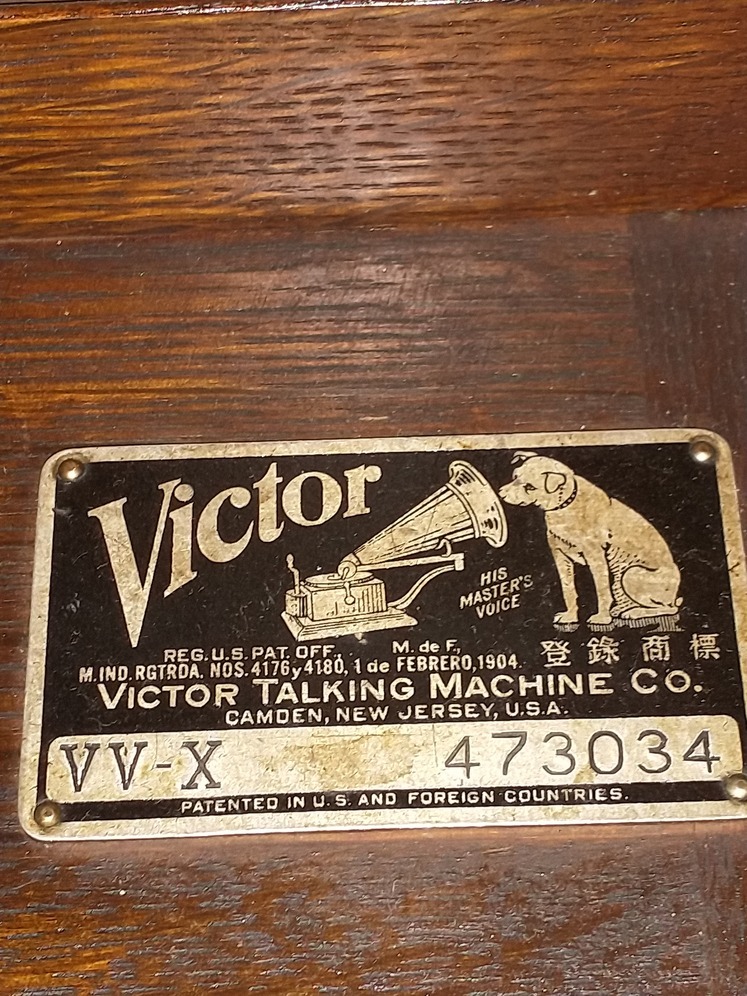 Victor
HIS
MASTER'S
VOICE
REG. U.S. PAT. OFF., M. de F.,
M. IND. RGTRDA. NOS. 4176 y 4180, 1 de FEBRERO, 1904.
登錄商標
VICTOR TALKING MACHINE CO.
CAMDEN, NEW JERSEY, U.S.A.
VV-X 473034
PATENTED IN U.S. AND FOREIGN COUNTRIES.